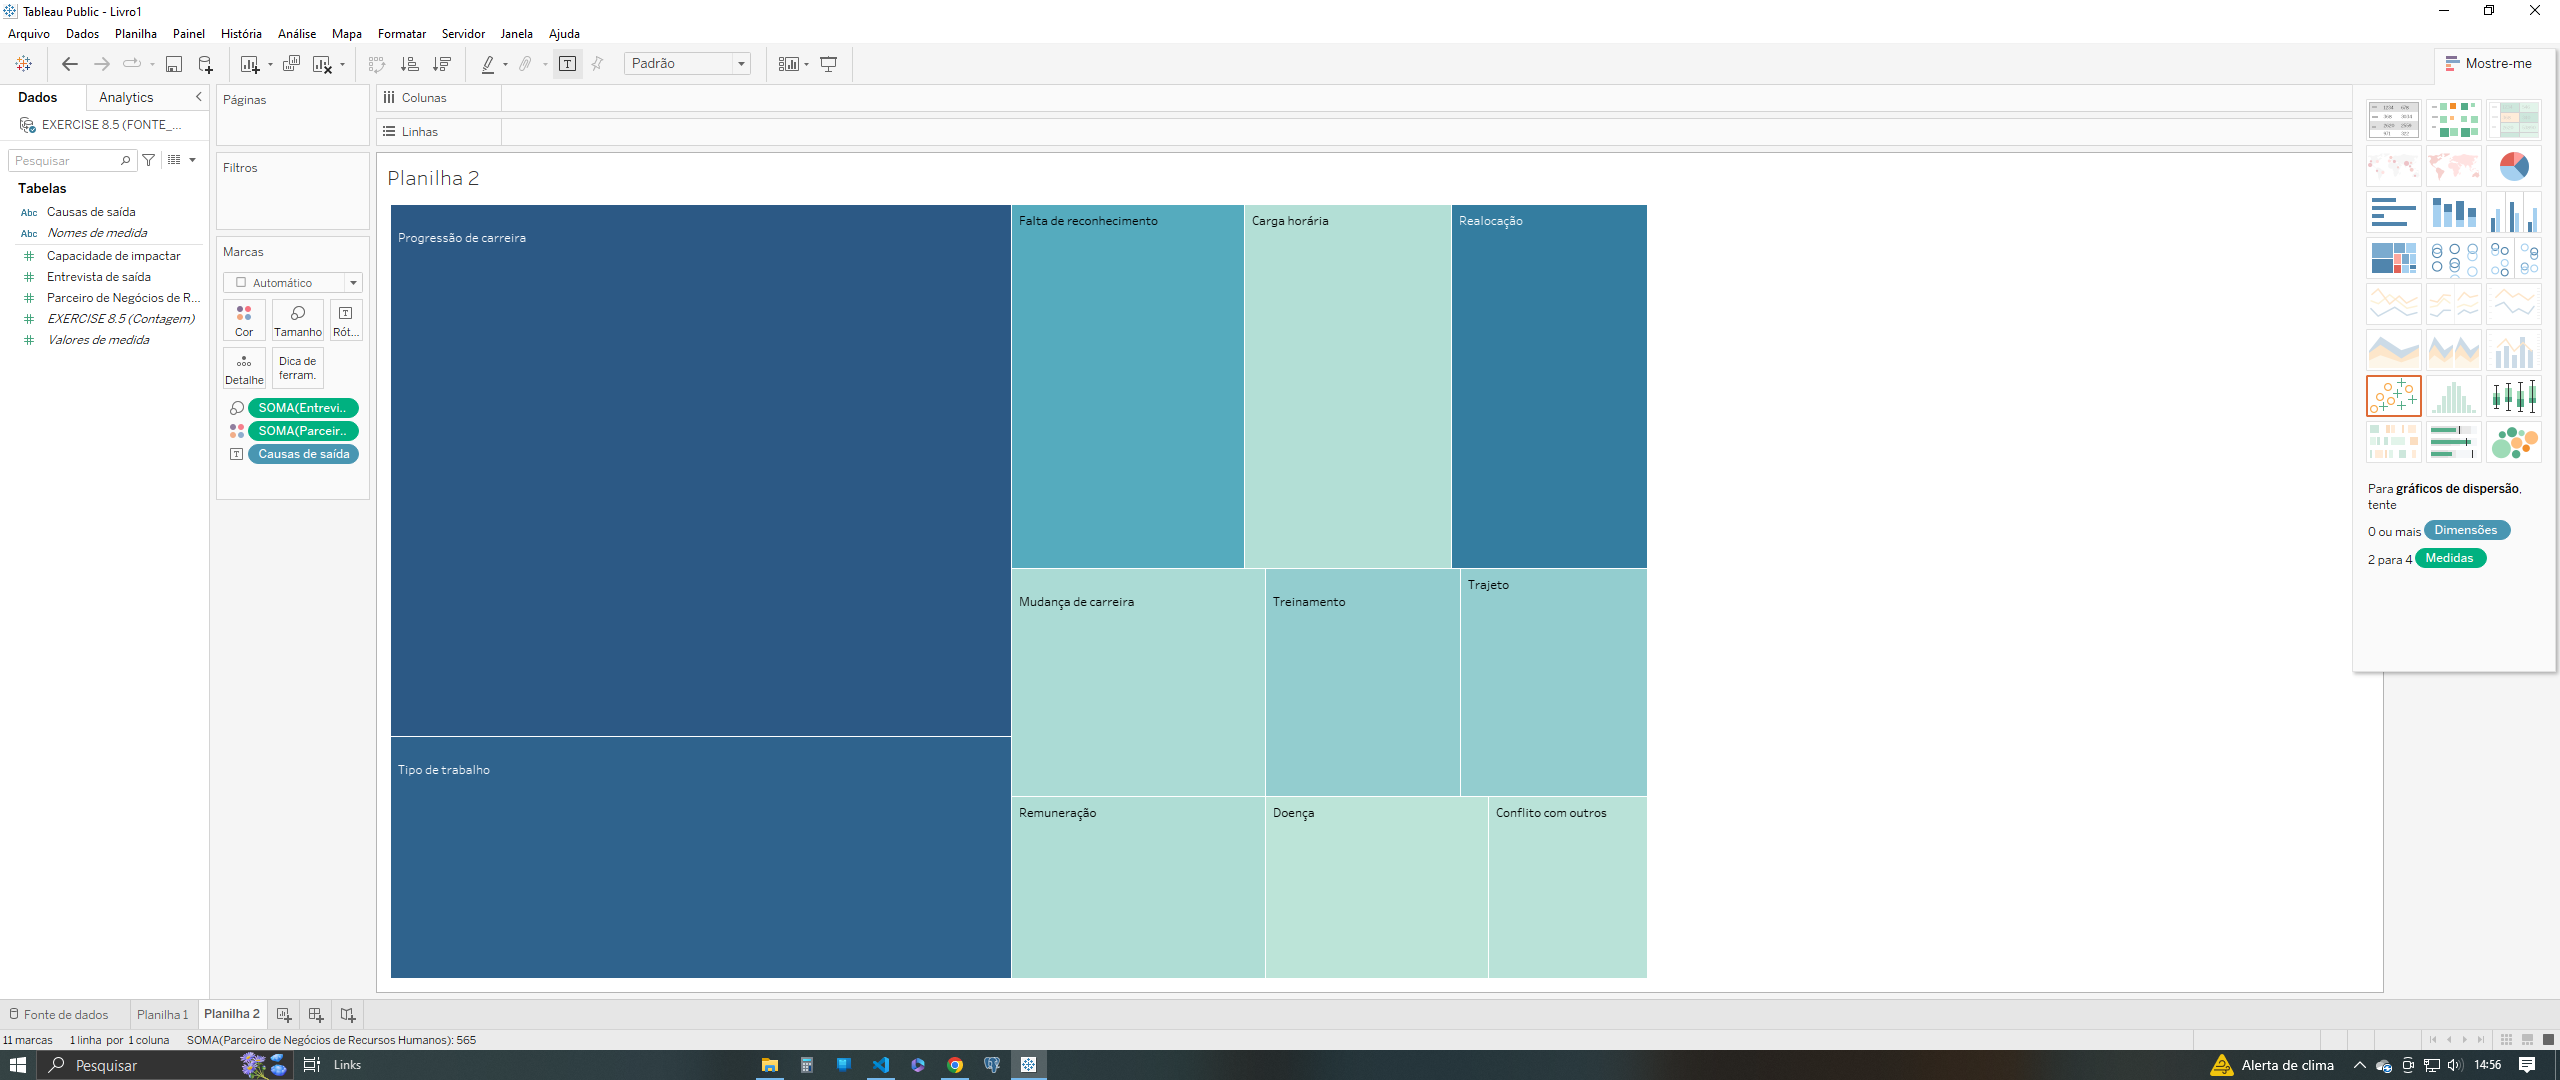 Tableau Public - Livro1
Arquivo Dados Planilha Painel História Análise Mapa Formatar Servidor Janela Ajuda
Padrão
Mostre-me
Dados Analytics
EXERCISE 8.5 (FONTE_...
Pesquisar
Tabelas
Abc Causas de saída
Abc Nomes de medida
Capacidade de impactar
Entrevista de saída
Parceiro de Negócios de R...
EXERCISE 8.5 (Contagem)
Valores de medida
Páginas
Filtros
Marcas
Automático
Cor Tamanho Rót...
Detalhe
Dica de
ferram.
SOMA(Entrevi..
SOMA(Parceir..
Causas de saída
Colunas
Linhas
Planilha 2
Progressão de carreira
Falta de reconhecimento
Carga horária
Realocação
Mudança de carreira
Treinamento
Trajeto
Tipo de trabalho
Remuneração
Doença
Conflito com outros
Para gráficos de dispersão,
tente
0 ou mais Dimensões
2 para 4 Medidas
Fonte de dados Planilha 1 Planilha 2
11 marcas 1 linha por 1 coluna SOMA(Parceiro de Negócios de Recursos Humanos): 565
Pesquisar Links Alerta de clima 14:56